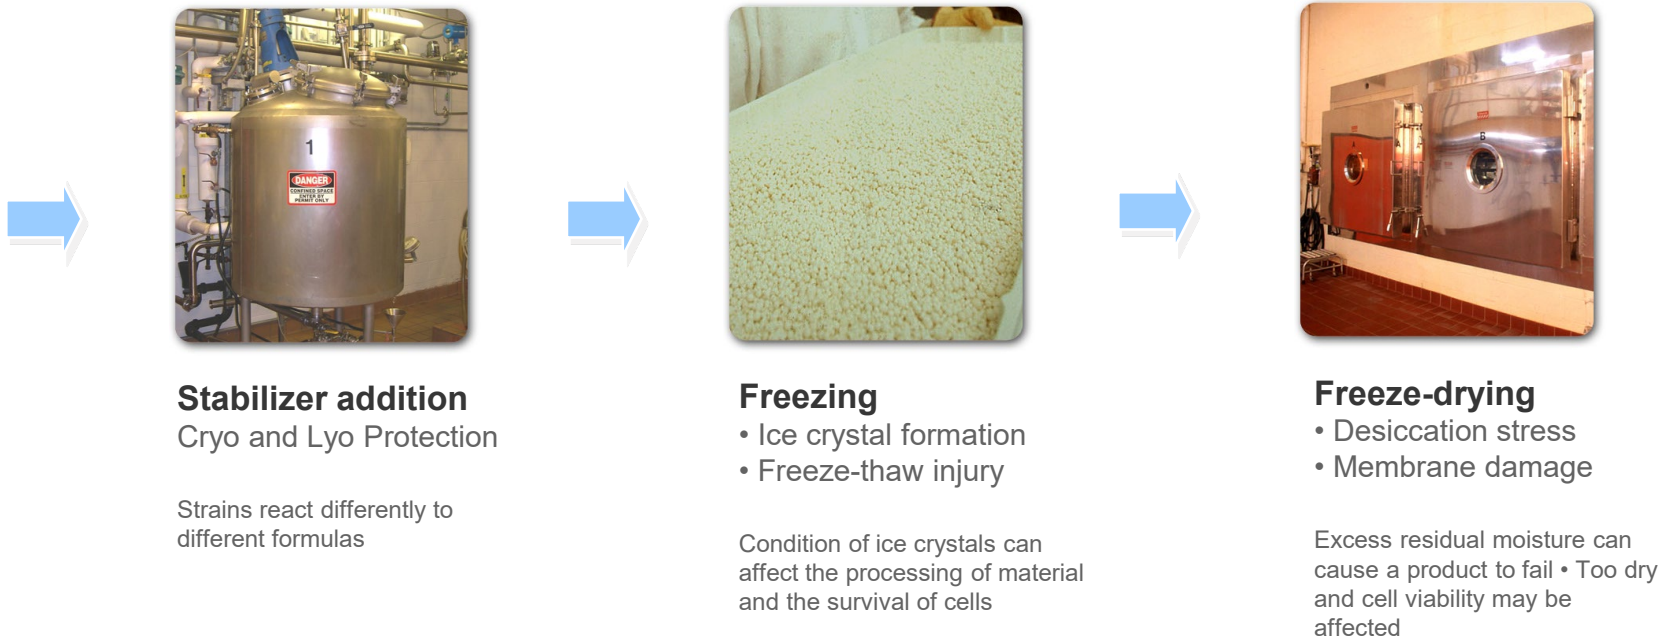 1
DANGER
CONFINED SPACE
ENTER BY
PERMIT ONLY
A
A
B
Stabilizer addition
Cryo and Lyo Protection
Strains react differently to
different formulas
Freezing
• Ice crystal formation
• Freeze-thaw injury
Condition of ice crystals can
affect the processing of material
and the survival of cells
Freeze-drying
• Desiccation stress
• Membrane damage
Excess residual moisture can
cause a product to fail • Too dry
and cell viability may be
affected